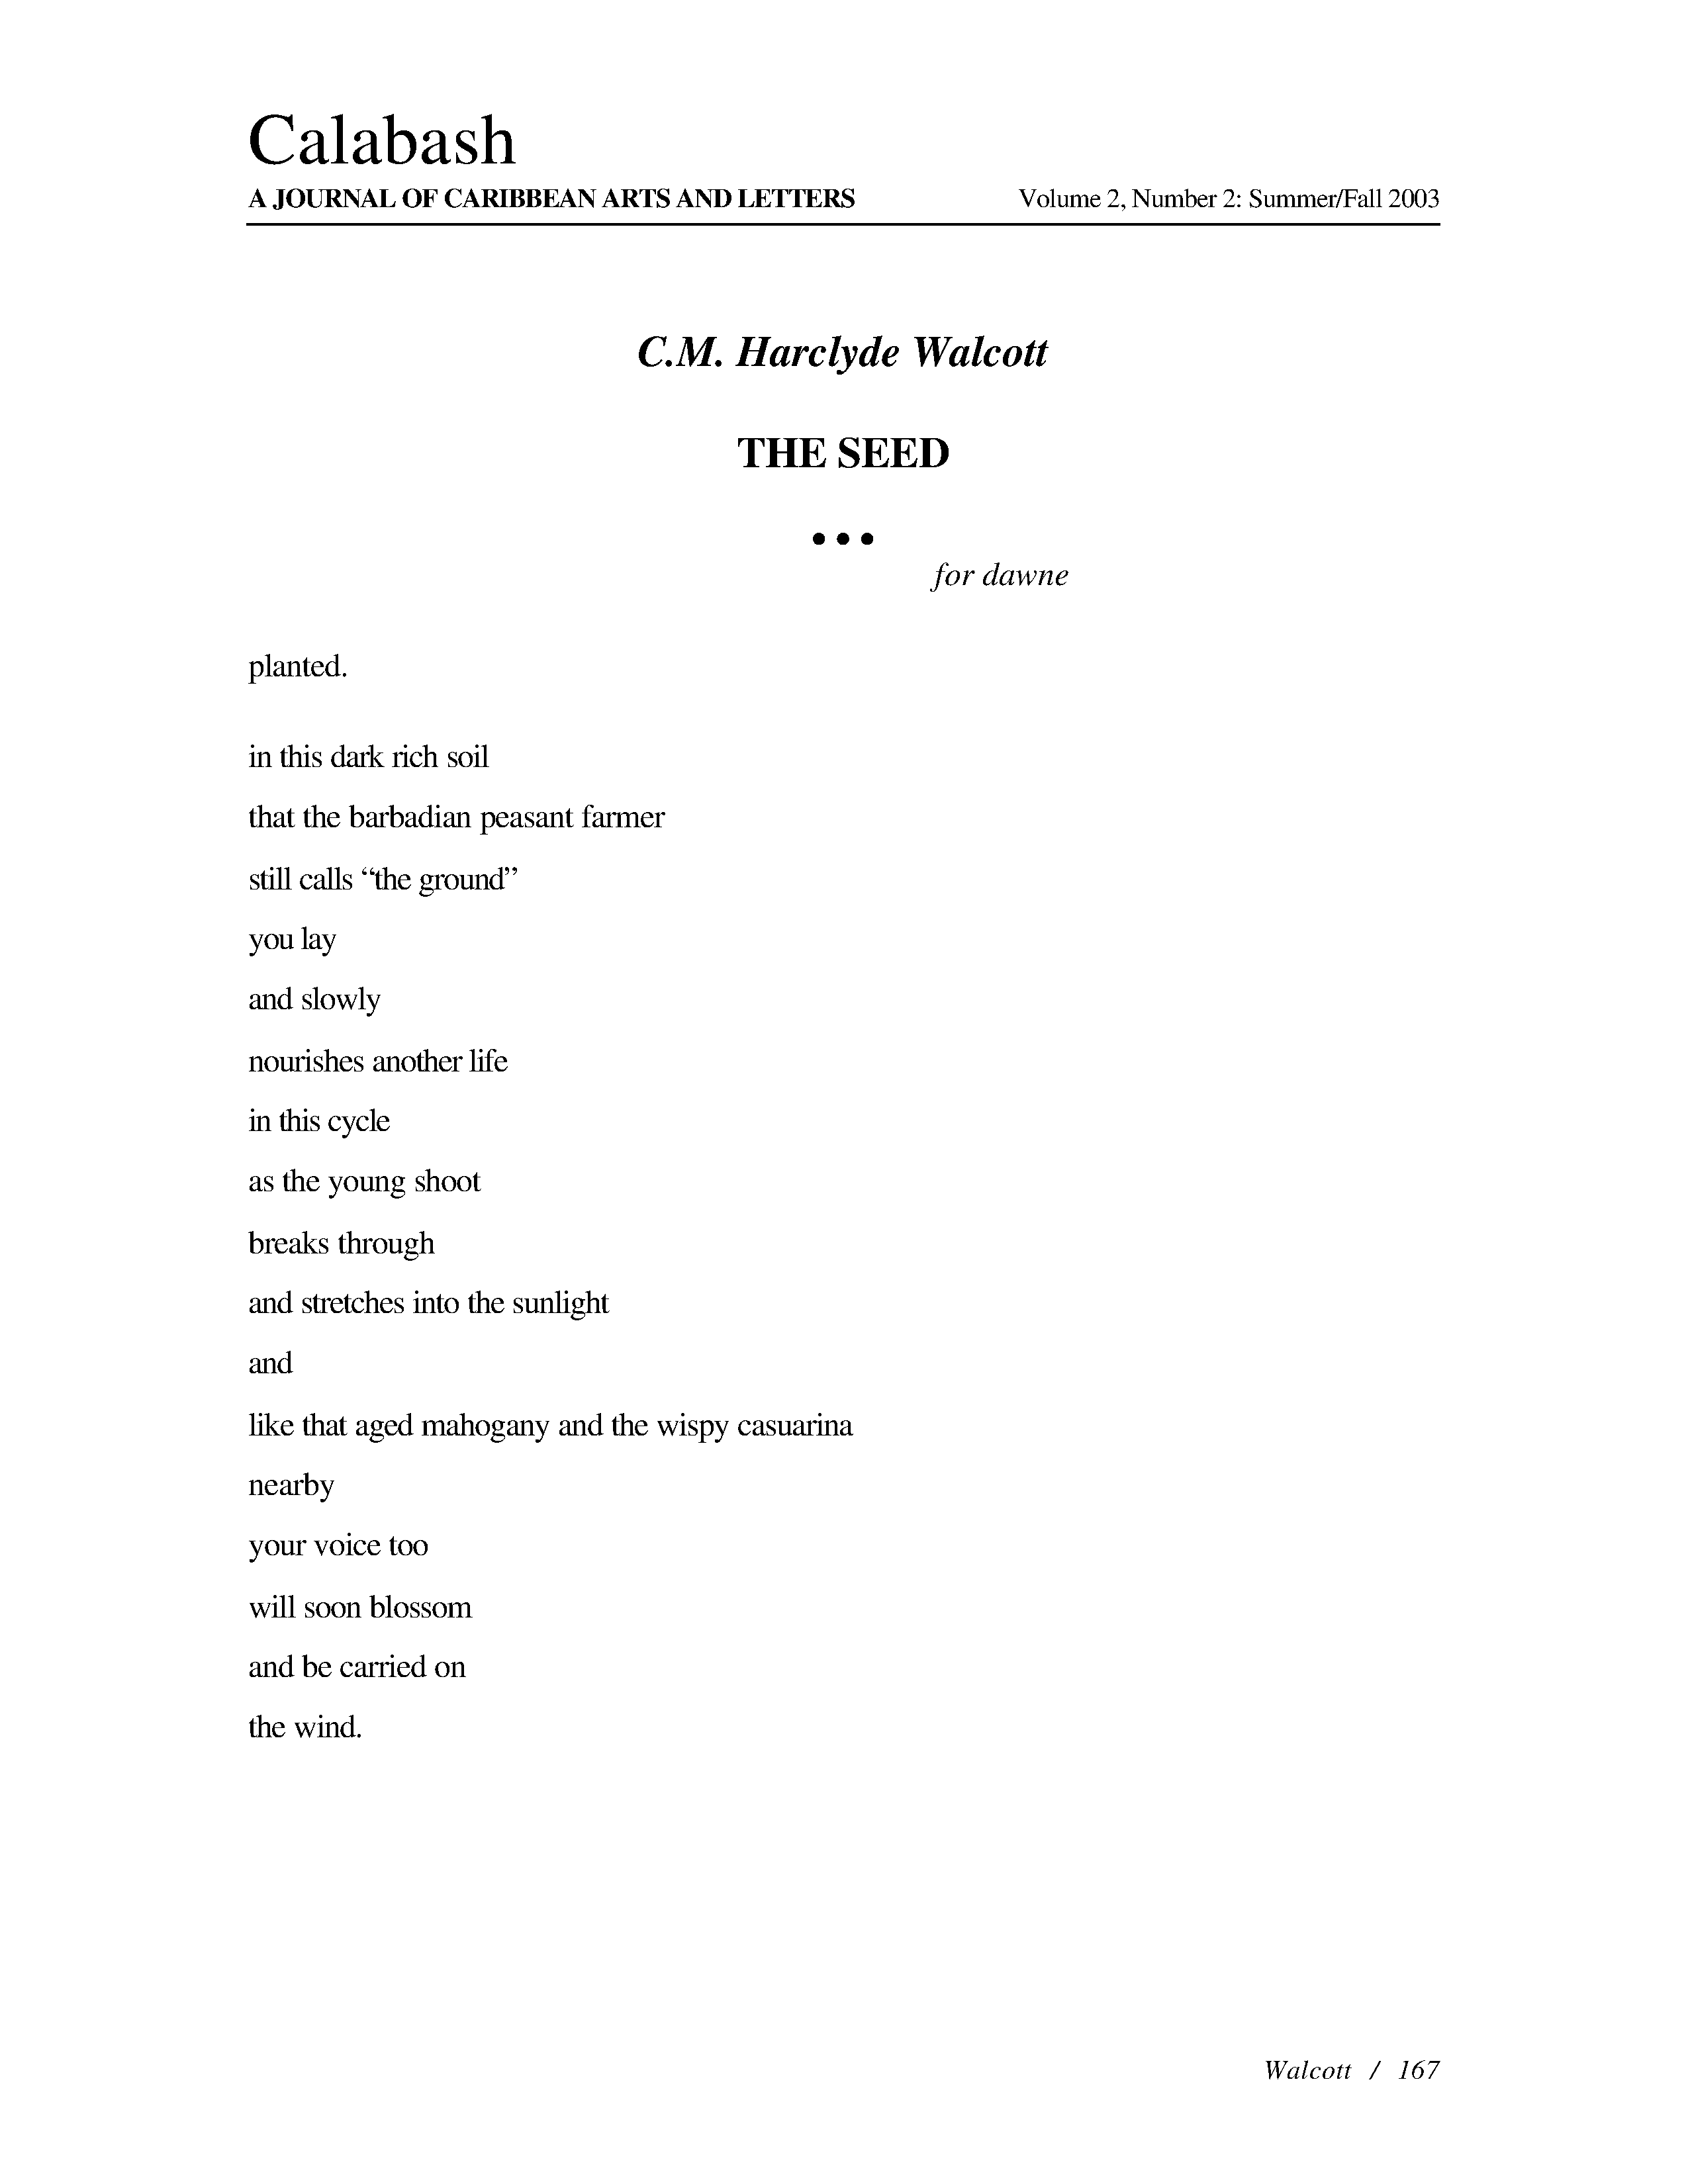 Calabash
A JOURNAL OF CARIBBEAN ARTS AND LETTERS Volume 2, Number 2: Summer/Fall 2003
C.M. Harclyde Walcott
THE SEED
• • •
for dawne
planted.
in this dark rich soil
that the barbadian peasant farmer
still calls “the ground”
you lay
and slowly
nourishes another life
in this cycle
as the young shoot
breaks through
and stretches into the sunlight
and
like that aged mahogany and the wispy casuarina
nearby
your voice too
will soon blossom
and be carried on
the wind.
Walcott / 167